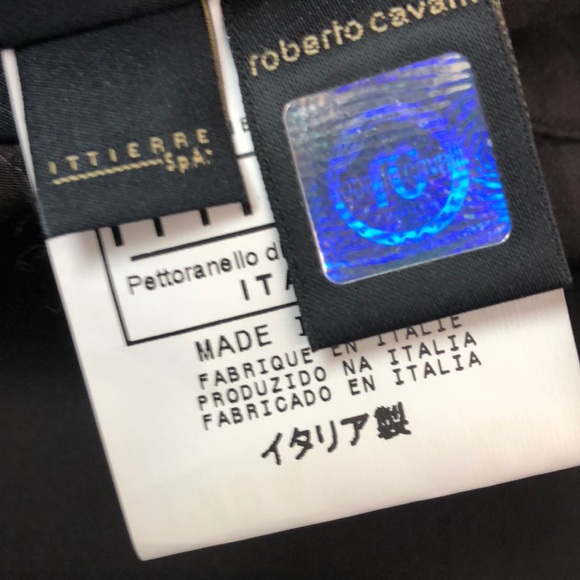 ITTIERRE
SpA.
roberto cavalli
Pettoranello d
ITA
MADE I
FABRIQUE EN ITALIE
PRODUZIDO NA ITALIA
FABRICADO EN ITALIA
イタリア製